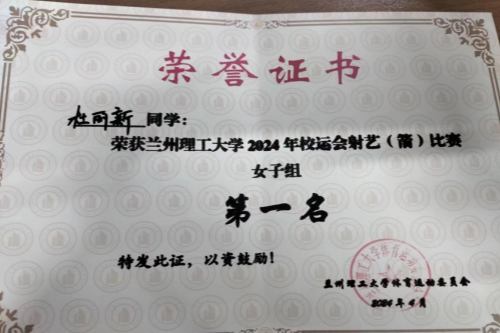 荣誉证书
杜丽新 同学:
荣获兰州理工大学2024年校运会射艺（箭）比赛
女子组
第一名
特发此证，以资鼓励！
兰州理工大学体育运动委员会
2024年4月